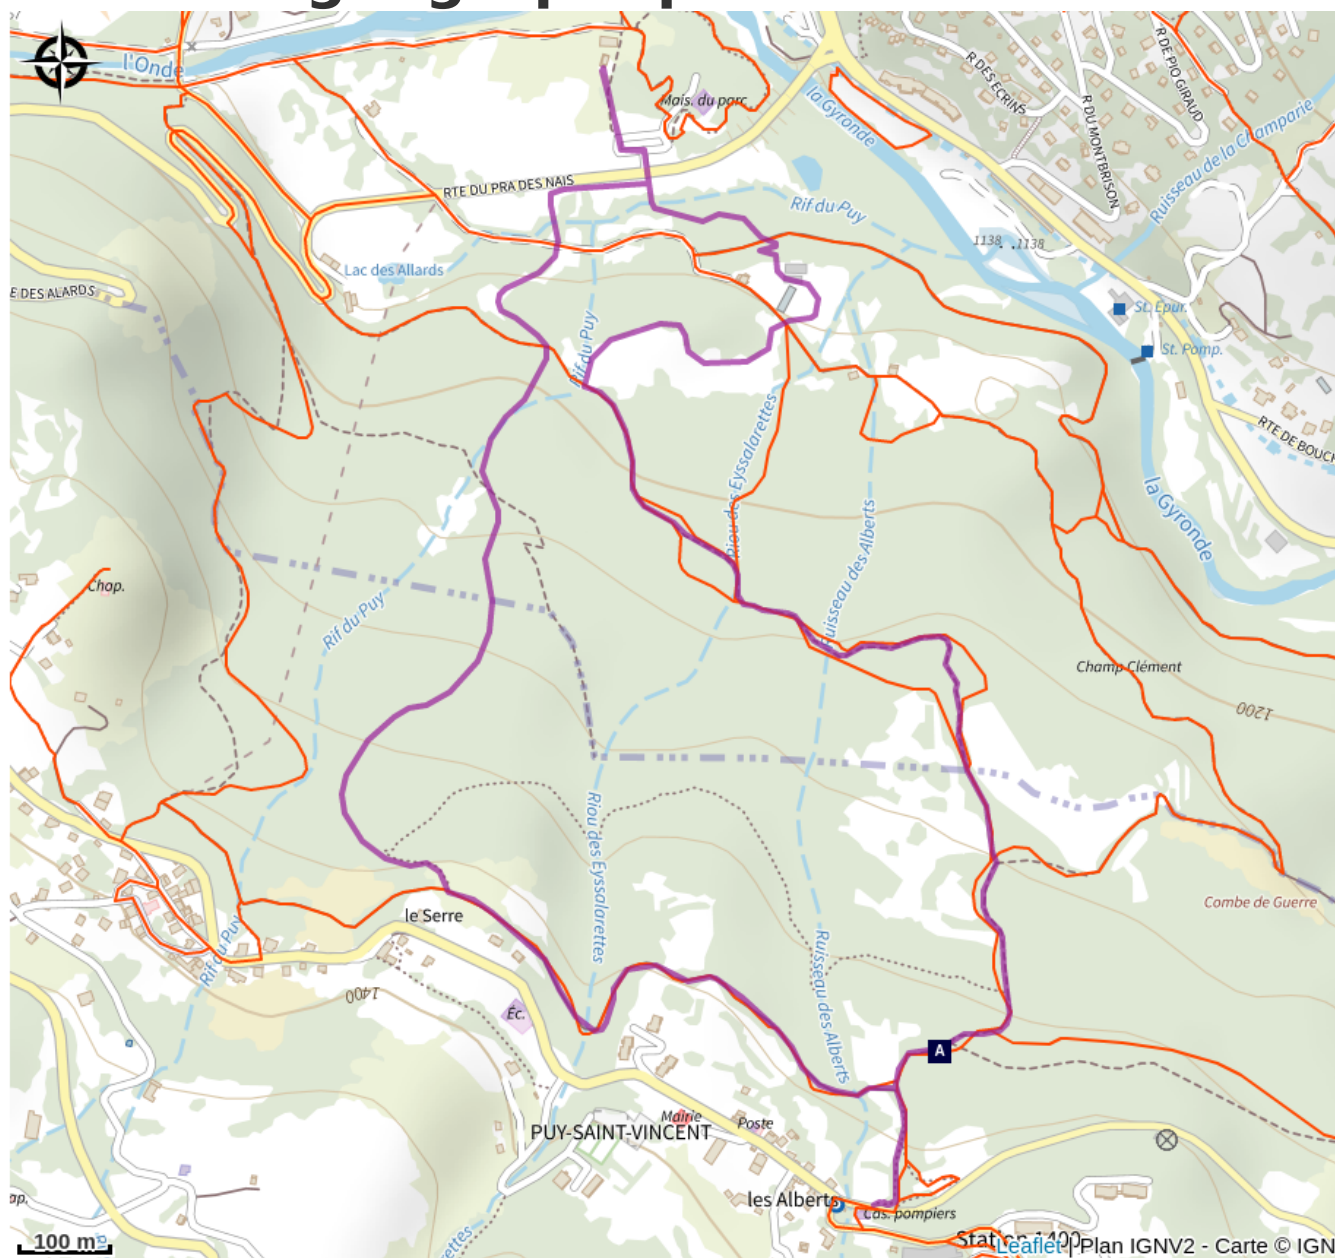 l'Onde
Mais. du parc
la Gyronde
R DES ECRINS
R DU MONTBRISON
R DE PIO GIRAUD
Ruisseau de la Champarie
RTE DU PRA DES NAIS
Rif du Puy
1138
1138
Lac des Allards
E DES ALARDS
St. Epur.
St. Pomp.
Rif du Puy
RTE DE BOUCH
Riou des Eyssalarettes
la Gyronde
Ruisseau des Alberts
Chap.
Rif du Puy
Champ Clément
1200
Riou des Eyssalarettes
Combe de Guerre
le Serre
Rif du Puy
Ruisseau des Alberts
1400
Éc.
A
Mairie
Poste
PUY-SAINT-VINCENT
les Alberts
Cas. pompiers
ap.
Station 1400
100 m
Leaflet | Plan IGNV2 - Carte © IGN